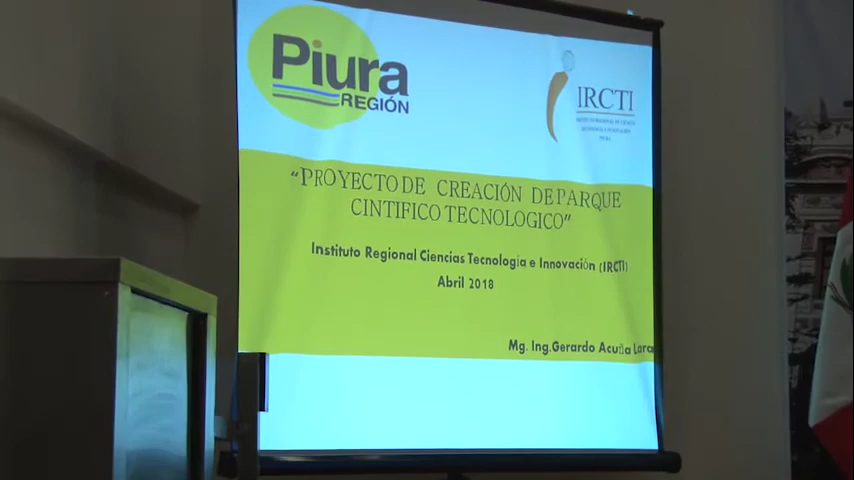 Piura
REGIÓN
IRCTI
"PROYECTO DE CREACIÓN DE PARQUE
CINTIFICO TECNOLOGICO"
Instituto Regional Ciencias Tecnologia e Innovaciòn (IRCTI)
Abril 2018
Mg. Ing.Gerardo Acuña Lara